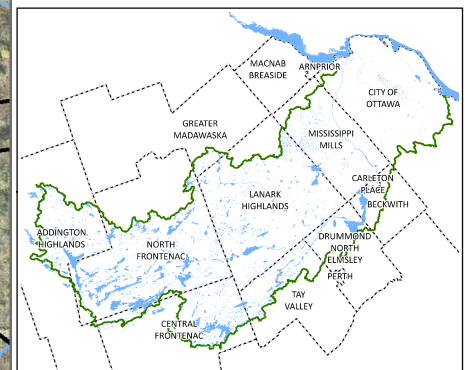 MACNAB
BREASIDE
ARNPRIOR
CITY OF
OTTAWA
GREATER
MADAWASKA
MISSISSIPPI
MILLS
LANARK
HIGHLANDS
CARLETON
PLACE
BECKWITH
ADDINGTON
HIGHLANDS
NORTH
FRONTENAC
DRUMMOND
NORTH
ELMSLEY
PERTH
TAY
VALLEY
CENTRAL
FRONTENAC